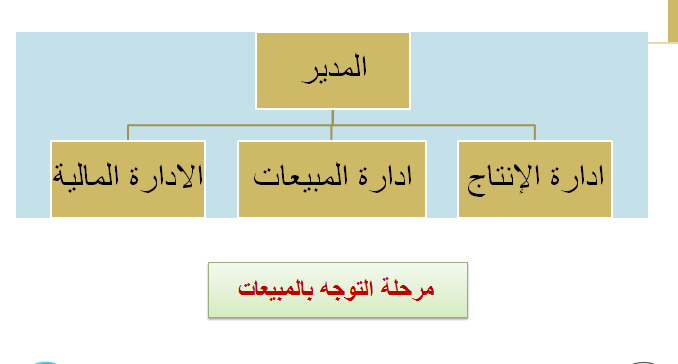 المدير
ادارة الإنتاج
ادارة المبيعات
الادارة المالية
مرحلة التوجه بالمبيعات